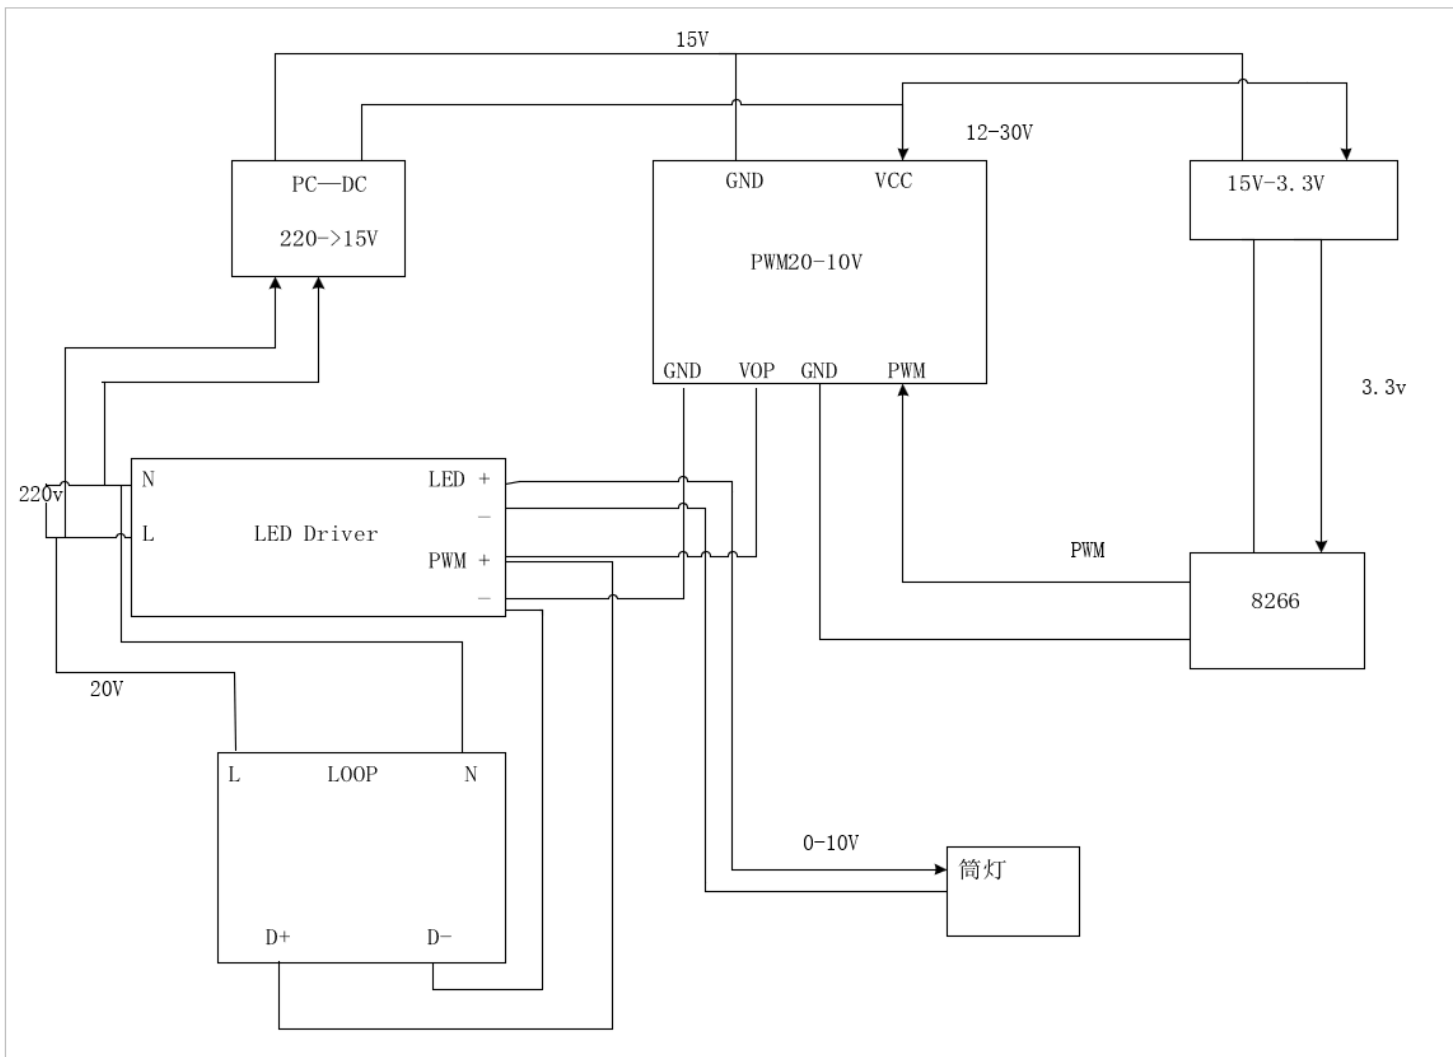 15V
12-30V
PC—DC
220->15V
GND VCC
PWM20-10V
GND VOP GND PWM
15V-3.3V
3.3v
220v
N LED +
−
L LED Driver
PWM +
−
PWM
8266
20V
L LOOP N
D+ D-
0-10V
筒灯